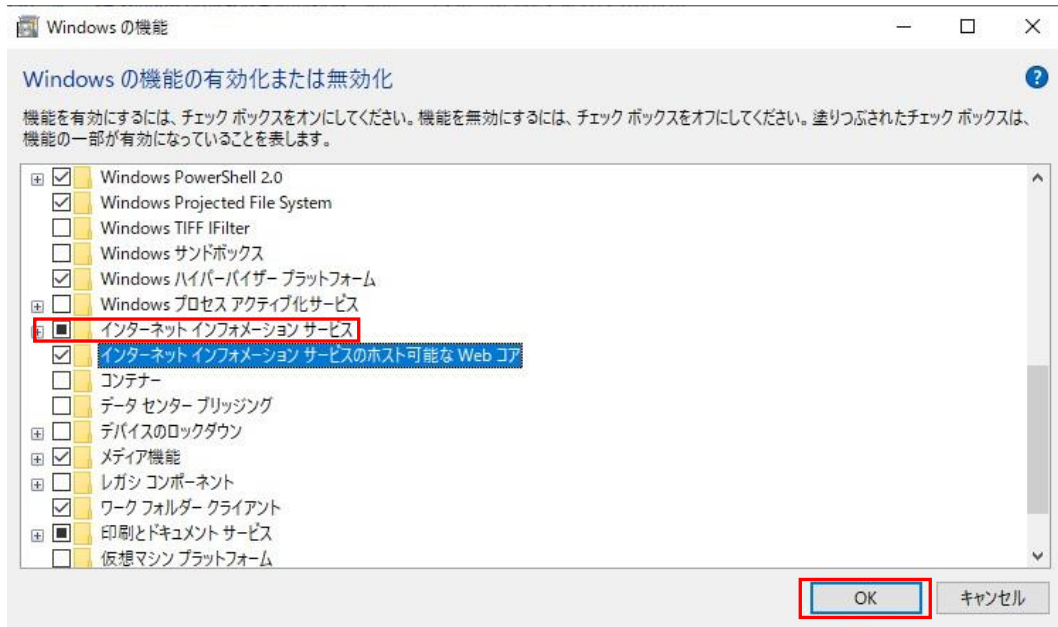 Windows の機能
Windows の機能の有効化または無効化
?
機能を有効にするには、チェック ボックスをオンにしてください。機能を無効にするには、チェック ボックスをオフにしてください。塗りつぶされたチェック ボックスは、
機能の一部が有効になっていることを表します。
Windows PowerShell 2.0
Windows Projected File System
Windows TIFF IFilter
Windows サンドボックス
Windows ハイパーバイザー プラットフォーム
Windows プロセス アクティブ化サービス
インターネット インフォメーション サービス
インターネット インフォメーション サービスのホスト可能な Web コア
コンテナー
データ センター ブリッジング
デバイスのロックダウン
メディア機能
レガシ コンポーネント
ワーク フォルダー クライアント
印刷とドキュメント サービス
仮想マシン プラットフォーム
OK
キャンセル